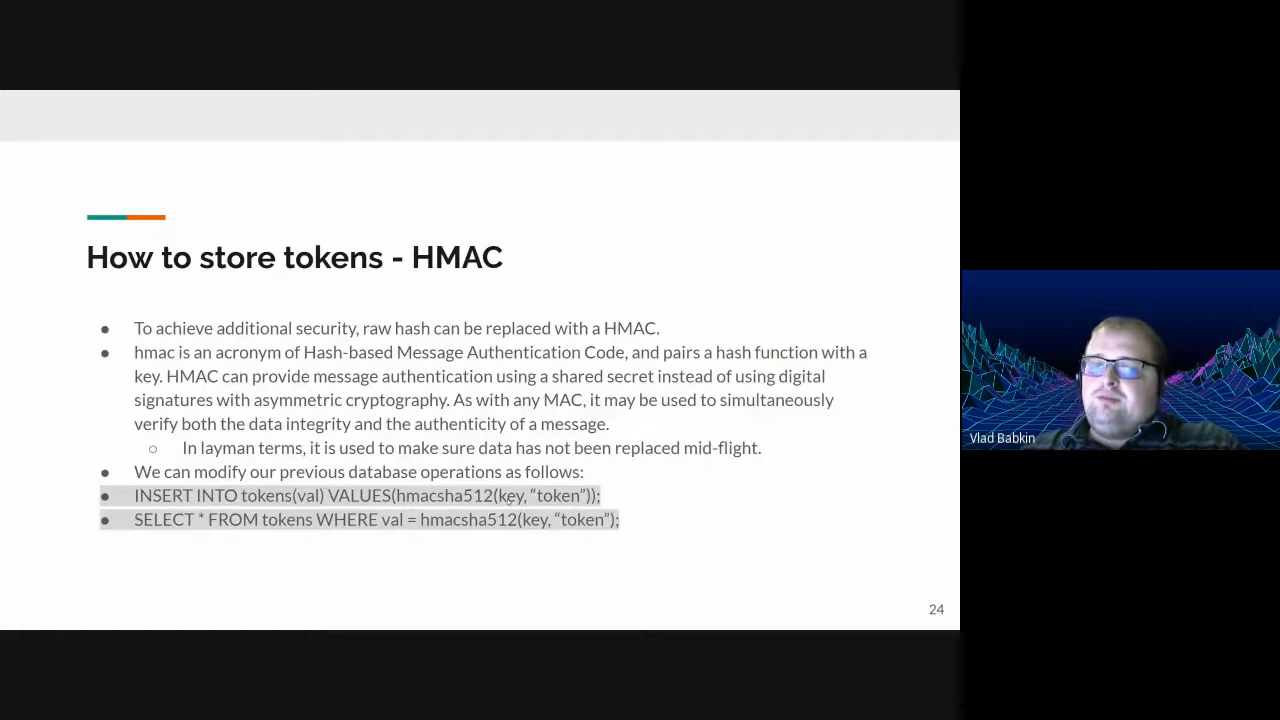 How to store tokens - HMAC
● To achieve additional security, raw hash can be replaced with a HMAC.
● hmac is an acronym of Hash-based Message Authentication Code, and pairs a hash function with a
key. HMAC can provide message authentication using a shared secret instead of using digital
signatures with asymmetric cryptography. As with any MAC, it may be used to simultaneously
verify both the data integrity and the authenticity of a message.
○ In layman terms, it is used to make sure data has not been replaced mid-flight.
● We can modify our previous database operations as follows:
● INSERT INTO tokens(val) VALUES(hmacsha512(key, “token”));
● SELECT * FROM tokens WHERE val = hmacsha512(key, “token”);
24
Vlad Babkin